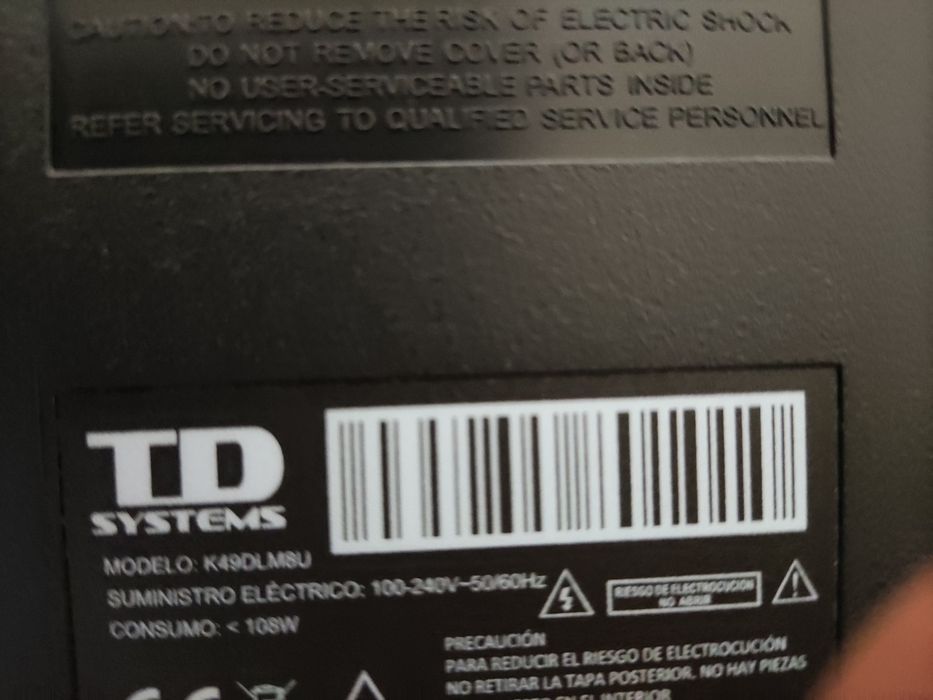 CAUTION:TO REDUCE THE RISK OF ELECTRIC SHOCK
DO NOT REMOVE COVER (OR BACK)
NO USER-SERVICEABLE PARTS INSIDE
REFER SERVICING TO QUALIFIED SERVICE PERSONNEL
TD
SYSTEMS
MODELO: K49DLM8U
SUMINISTRO ELÉCTRICO: 100-240V~50/60Hz
CONSUMO: < 108W
RIESGO DE ELECTROCUCIÓN
NO ABRIR
PRECAUCIÓN
PARA REDUCIR EL RIESGO DE ELECTROCUCIÓN
NO RETIRAR LA TAPA POSTERIOR. NO HAY PIEZAS
EN EL INTERIOR